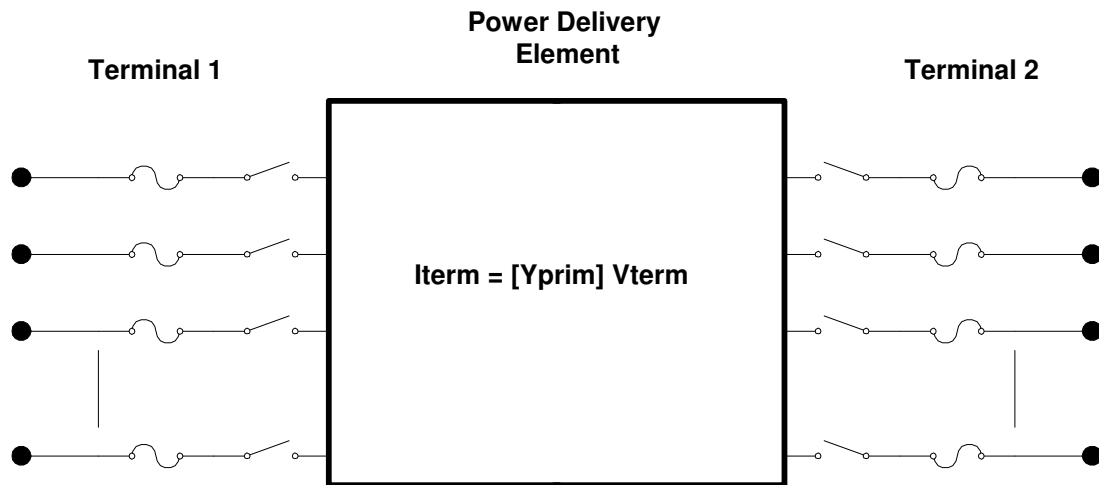 Power Delivery
Element
Terminal 1
Terminal 2
Iterm = [Yprim] Vterm